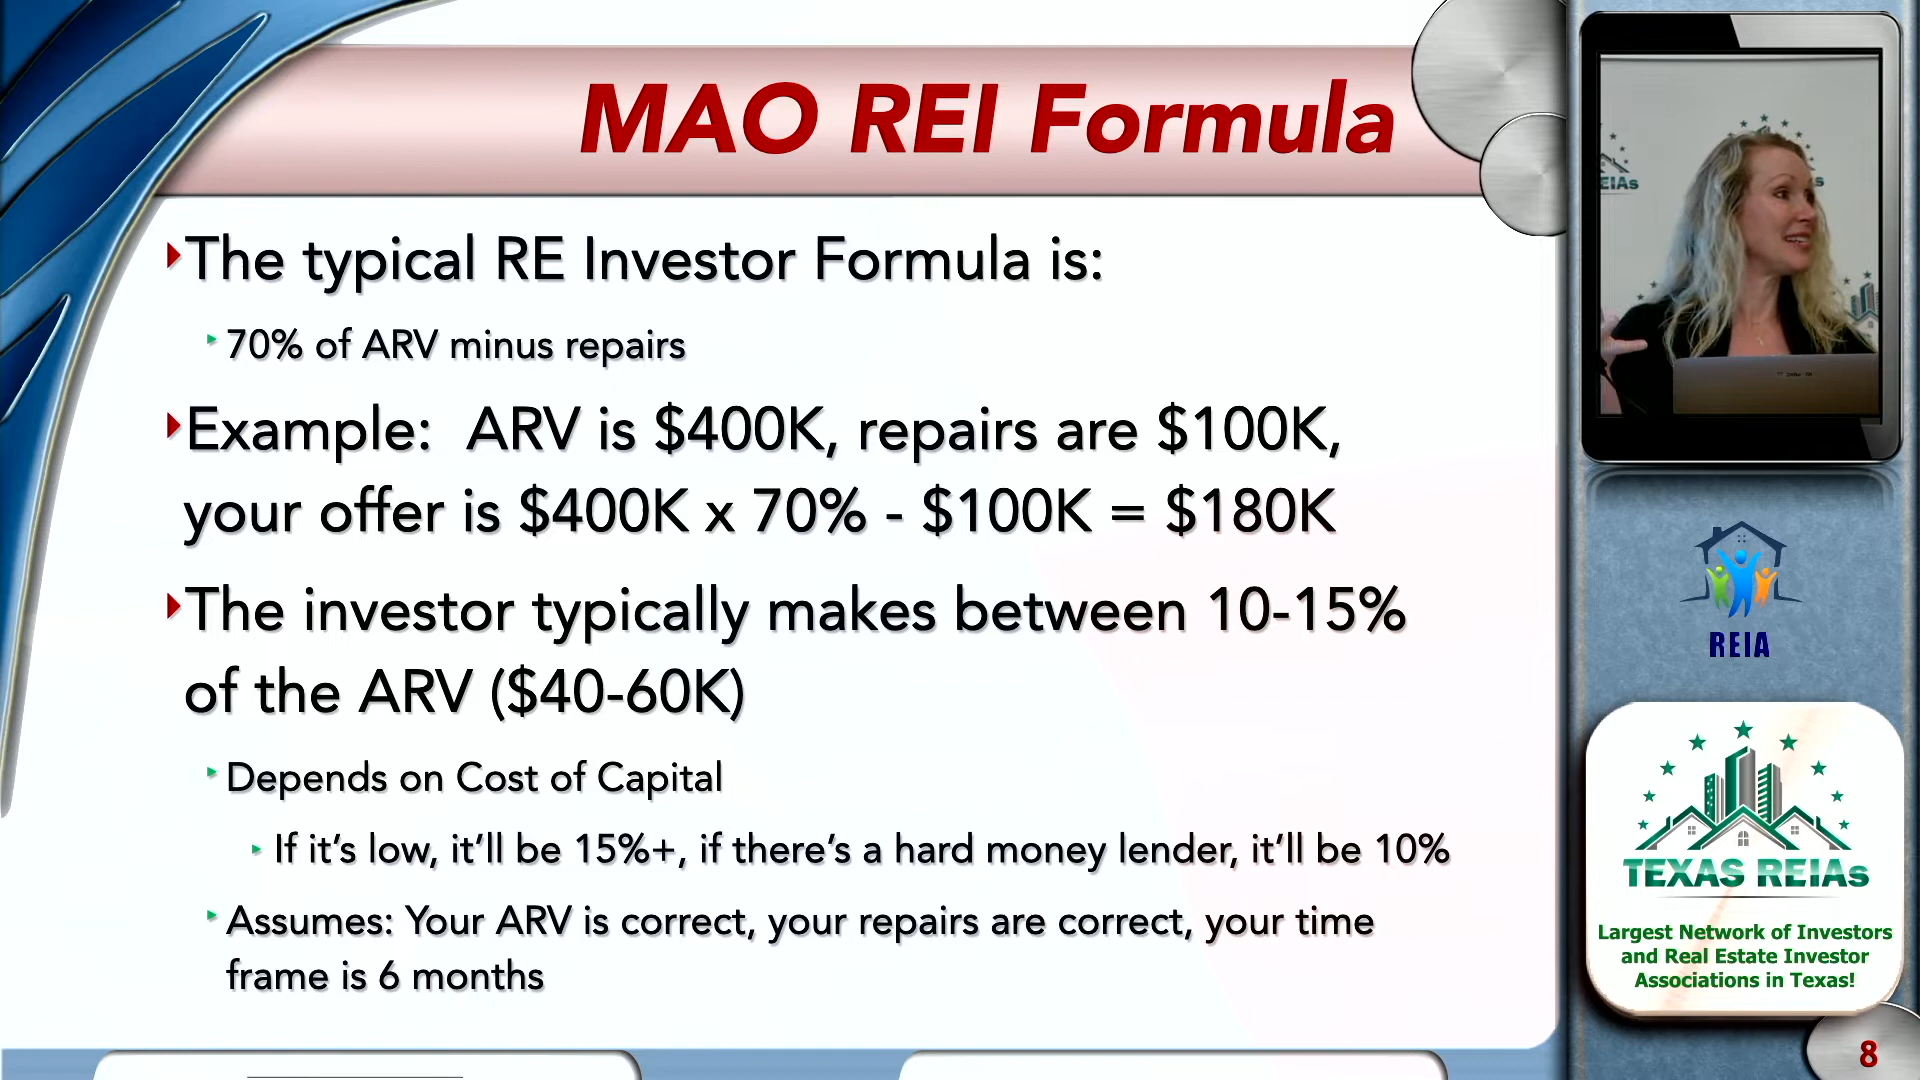 MAO REI Formula
The typical RE Investor Formula is:
70% of ARV minus repairs
Example:  ARV is $400K, repairs are $100K,
your offer is $400K x 70% - $100K = $180K
The investor typically makes between 10-15%
of the ARV ($40-60K)
Depends on Cost of Capital
If it’s low, it’ll be 15%+, if there’s a hard money lender, it’ll be 10%
Assumes: Your ARV is correct, your repairs are correct, your time
frame is 6 months
EIAs
REIA
TEXAS REIAs
Largest Network of Investors
and Real Estate Investor
Associations in Texas!
8